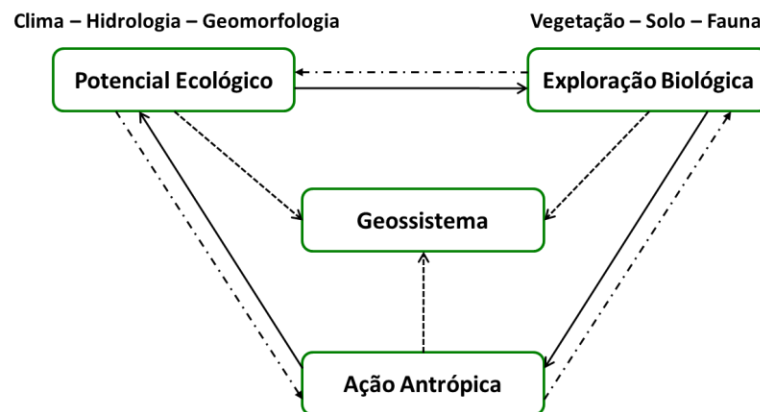 Clima – Hidrologia – Geomorfologia
Vegetação – Solo – Fauna
Potencial Ecológico
Exploração Biológica
Geossistema
Ação Antrópica